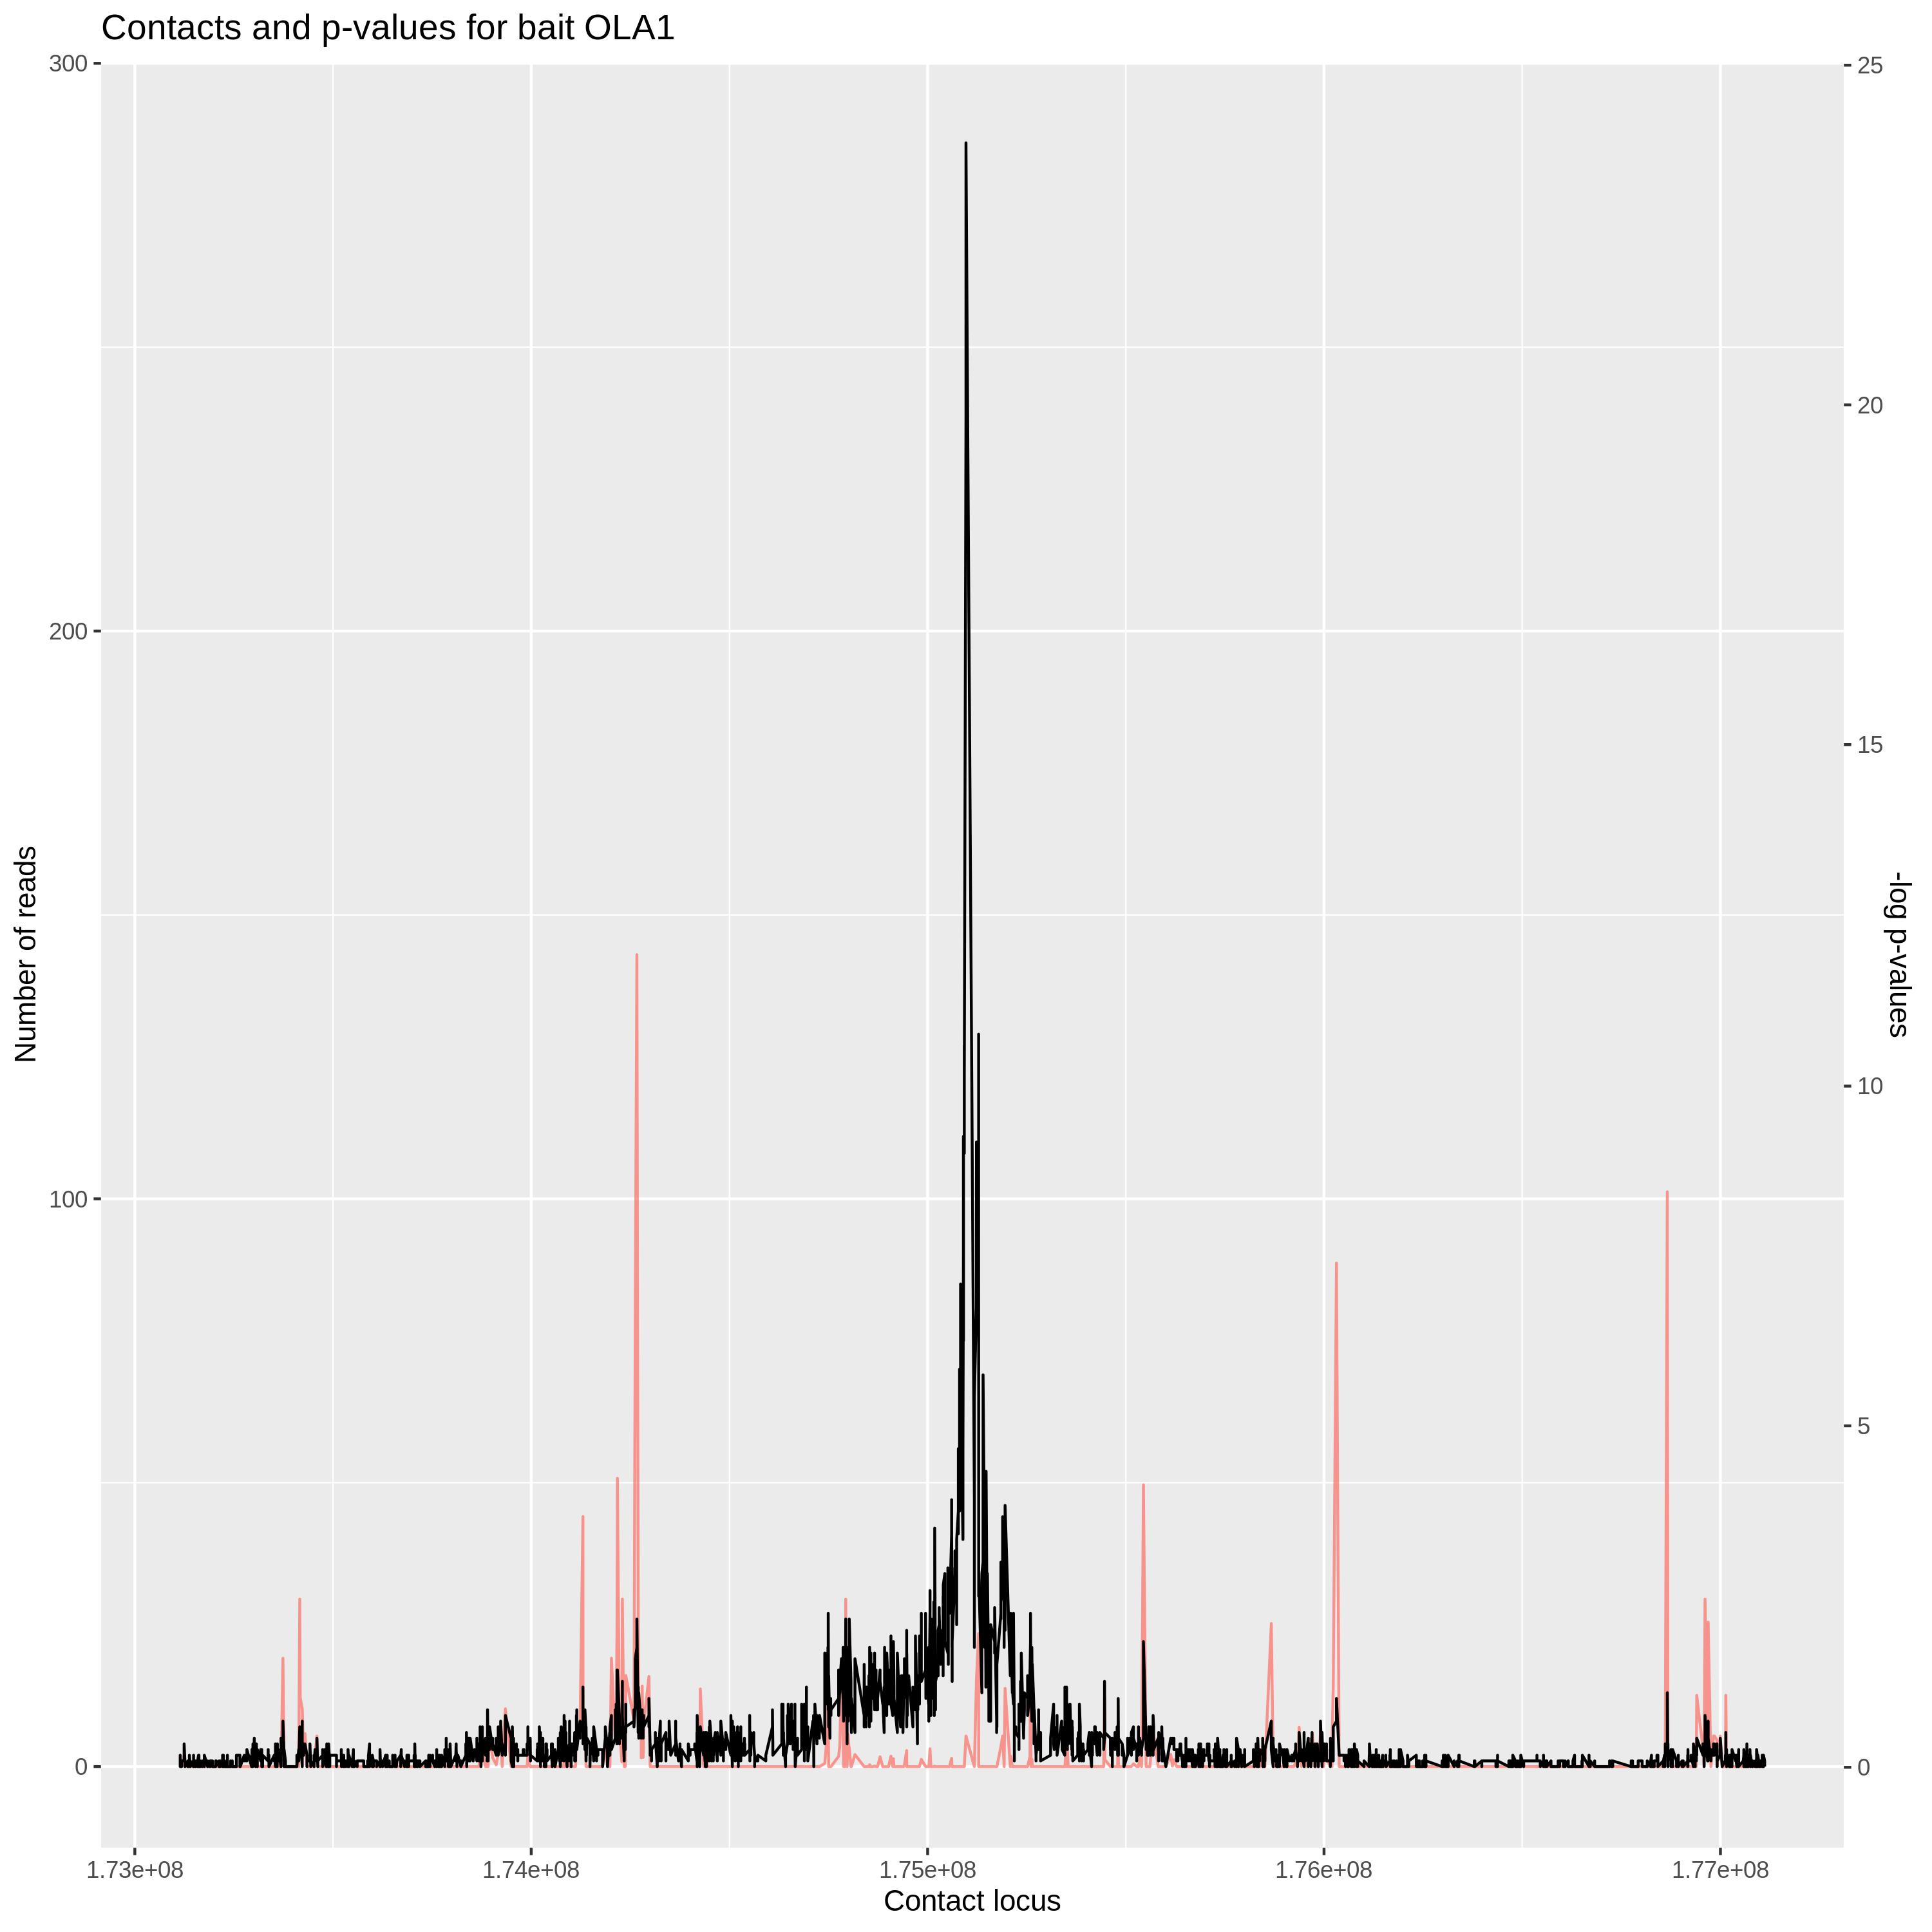 Contacts and p-values for bait OLA1
300
200
100
0
Number of reads
25
20
15
10
5
0
-log p-values
1.73e+08
1.74e+08
1.75e+08
1.76e+08
1.77e+08
Contact locus